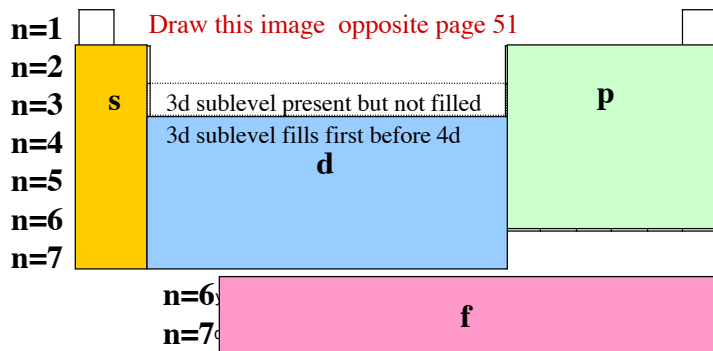 n=1 Draw this image opposite page 51
n=2
s p
n=3 3d sublevel present but not filled
n=4 3d sublevel fills first before 4d
d
n=5
n=6
n=7
n=6
f
n=7